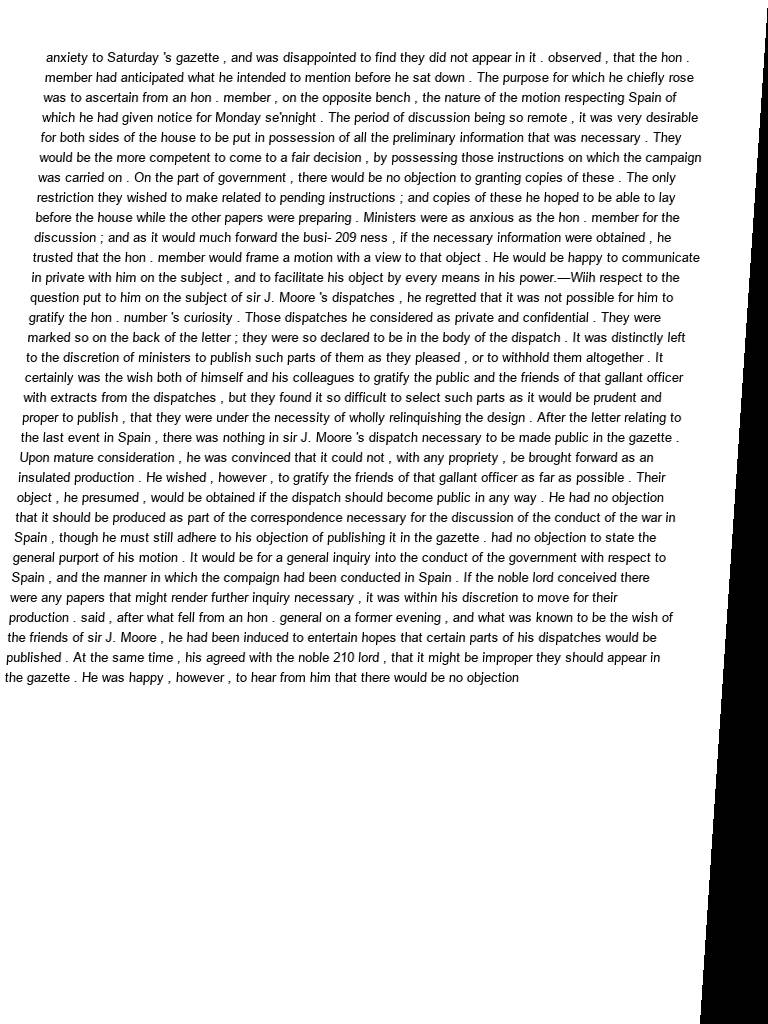 anxiety to Saturday 's gazette , and was disappointed to find they did not appear in it . observed , that the hon .
member had anticipated what he intended to mention before he sat down . The purpose for which he chiefly rose
was to ascertain from an hon . member , on the opposite bench , the nature of the motion respecting Spain of
which he had given notice for Monday se'nnight . The period of discussion being so remote , it was very desirable
for both sides of the house to be put in possession of all the preliminary information that was necessary . They
would be the more competent to come to a fair decision , by possessing those instructions on which the campaign
was carried on . On the part of government , there would be no objection to granting copies of these . The only
restriction they wished to make related to pending instructions ; and copies of these he hoped to be able to lay
before the house while the other papers were preparing . Ministers were as anxious as the hon . member for the
discussion ; and as it would much forward the busi- 209 ness , if the necessary information were obtained , he
trusted that the hon . member would frame a motion with a view to that object . He would be happy to communicate
in private with him on the subject , and to facilitate his object by every means in his power.—Wiih respect to the
question put to him on the subject of sir J. Moore 's dispatches , he regretted that it was not possible for him to
gratify the hon . number 's curiosity . Those dispatches he considered as private and confidential . They were
marked so on the back of the letter ; they were so declared to be in the body of the dispatch . It was distinctly left
to the discretion of ministers to publish such parts of them as they pleased , or to withhold them altogether . It
certainly was the wish both of himself and his colleagues to gratify the public and the friends of that gallant officer
with extracts from the dispatches , but they found it so difficult to select such parts as it would be prudent and
proper to publish , that they were under the necessity of wholly relinquishing the design . After the letter relating to
the last event in Spain , there was nothing in sir J. Moore 's dispatch necessary to be made public in the gazette .
Upon mature consideration , he was convinced that it could not , with any propriety , be brought forward as an
insulated production . He wished , however , to gratify the friends of that gallant officer as far as possible . Their
object , he presumed , would be obtained if the dispatch should become public in any way . He had no objection
that it should be produced as part of the correspondence necessary for the discussion of the conduct of the war in
Spain , though he must still adhere to his objection of publishing it in the gazette . had no objection to state the
general purport of his motion . It would be for a general inquiry into the conduct of the government with respect to
Spain , and the manner in which the compaign had been conducted in Spain . If the noble lord conceived there
were any papers that might render further inquiry necessary , it was within his discretion to move for their
production . said , after what fell from an hon . general on a former evening , and what was known to be the wish of
the friends of sir J. Moore , he had been induced to entertain hopes that certain parts of his dispatches would be
published . At the same time , his agreed with the noble 210 lord , that it might be improper they should appear in
the gazette . He was happy , however , to hear from him that there would be no objection